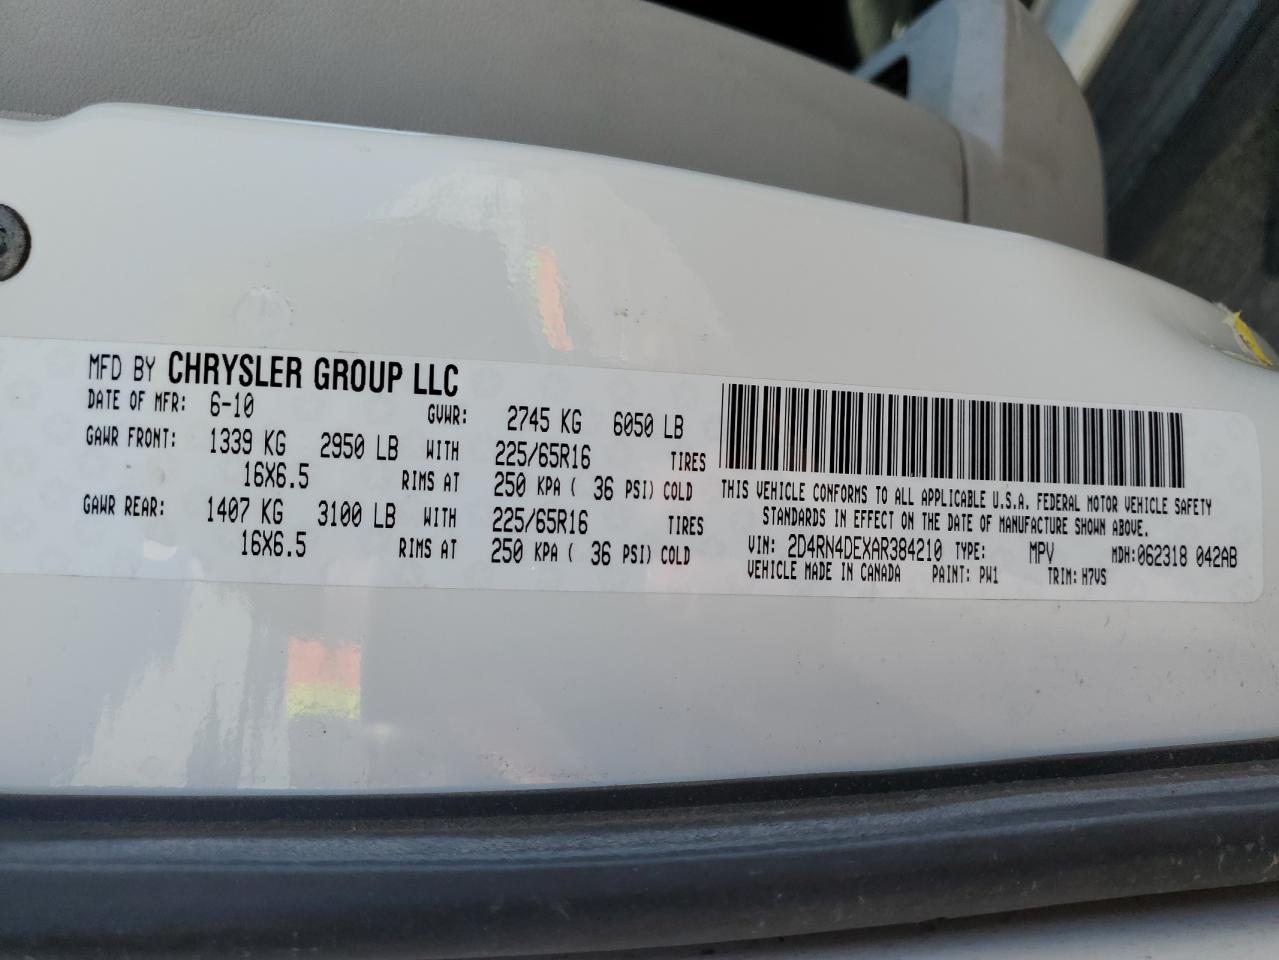 MFD BY CHRYSLER GROUP LLC
DATE OF MFR: 6-10 GVWR: 2745 KG 6050 LB
GAWR FRONT: 1339 KG 2950 LB WITH 225/65R16 TIRES
16X6.5 RIMS AT 250 KPA ( 36 PSI) COLD
GAWR REAR: 1407 KG 3100 LB WITH 225/65R16 TIRES
16X6.5 RIMS AT 250 KPA ( 36 PSI) COLD
THIS VEHICLE CONFORMS TO ALL APPLICABLE U.S.A. FEDERAL MOTOR VEHICLE SAFETY
STANDARDS IN EFFECT ON THE DATE OF MANUFACTURE SHOWN ABOVE.
VIN: 2D4RN4DEXAR384210 TYPE: MPV MDH:062318 042AB
VEHICLE MADE IN CANADA PAINT: PW1 TRIM: H7VS